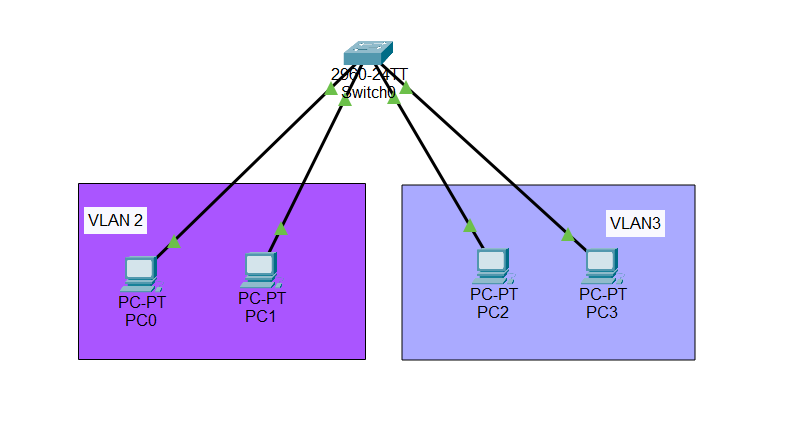 2960-24TT
Switch0
VLAN 2
VLAN3
PC-PT
PC0
PC-PT
PC1
PC-PT
PC2
PC-PT
PC3